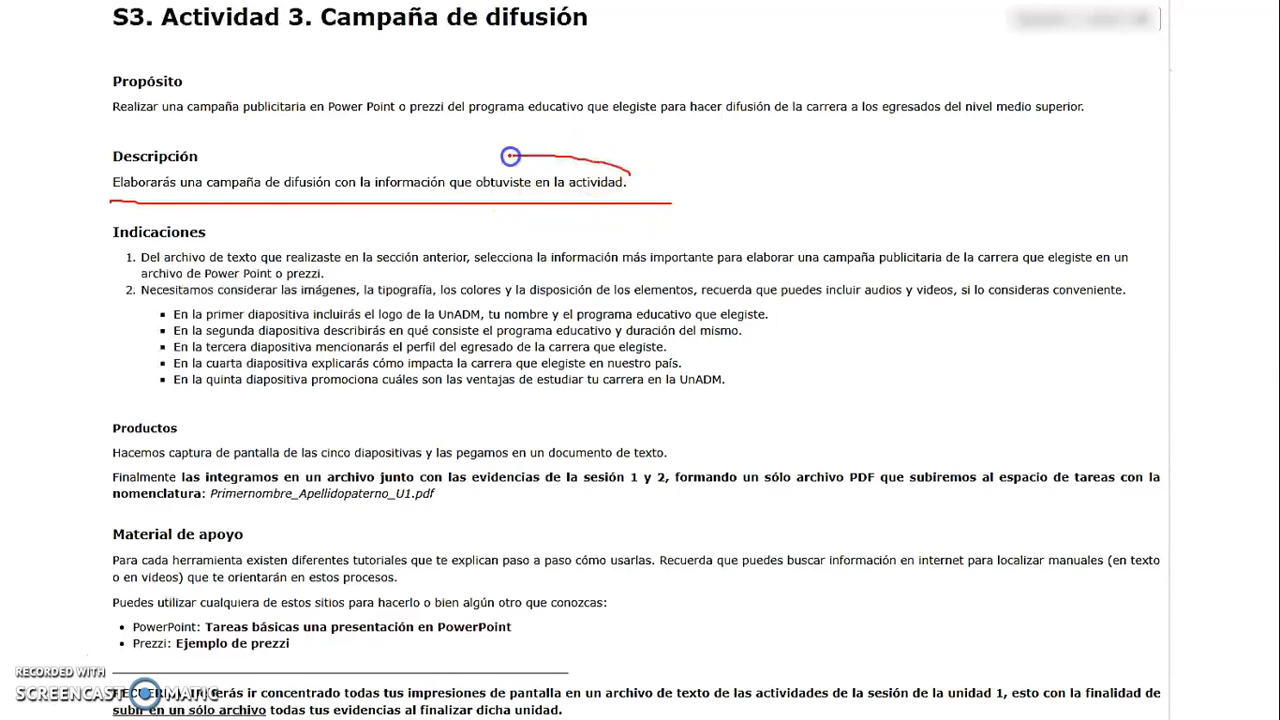 S3. Actividad 3. Campaña de difusión
Propósito
Realizar una campaña publicitaria en Power Point o prezzi del programa educativo que elegiste para hacer difusión de la carrera a los egresados del nivel medio superior.
Descripción
Elaborarás una campaña de difusión con la información que obtuviste en la actividad.
Indicaciones
1. Del archivo de texto que realizaste en la sección anterior, selecciona la información más importante para elaborar una campaña publicitaria de la carrera que elegiste en un
archivo de Power Point o prezzi.
2. Necesitamos considerar las imágenes, la tipografía, los colores y la disposición de los elementos, recuerda que puedes incluir audios y videos, si lo consideras conveniente.
▪ En la primer diapositiva incluirás el logo de la UnADM, tu nombre y el programa educativo que elegiste.
▪ En la segunda diapositiva describirás en qué consiste el programa educativo y duración del mismo.
▪ En la tercera diapositiva mencionarás el perfil del egresado de la carrera que elegiste.
▪ En la cuarta diapositiva explicarás cómo impacta la carrera que elegiste en nuestro país.
▪ En la quinta diapositiva promociona cuáles son las ventajas de estudiar tu carrera en la UnADM.
Productos
Hacemos captura de pantalla de las cinco diapositivas y las pegamos en un documento de texto.
Finalmente las integramos en un archivo junto con las evidencias de la sesión 1 y 2, formando un sólo archivo PDF que subiremos al espacio de tareas con la
nomenclatura: Primernombre_Apellidopaterno_U1.pdf
Material de apoyo
Para cada herramienta existen diferentes tutoriales que te explican paso a paso cómo usarlas. Recuerda que puedes buscar información en internet para localizar manuales (en texto
o en videos) que te orientarán en estos procesos.
Puedes utilizar cualquiera de estos sitios para hacerlo o bien algún otro que conozcas:
• PowerPoint: Tareas básicas una presentación en PowerPoint
• Prezzi: Ejemplo de prezzi
RECORDED WITH
SCREENCAST MATIC
ir concentrado todas tus impresiones de pantalla en un archivo de texto de las actividades de la sesión de la unidad 1, esto con la finalidad de
subir en un sólo archivo todas tus evidencias al finalizar dicha unidad.